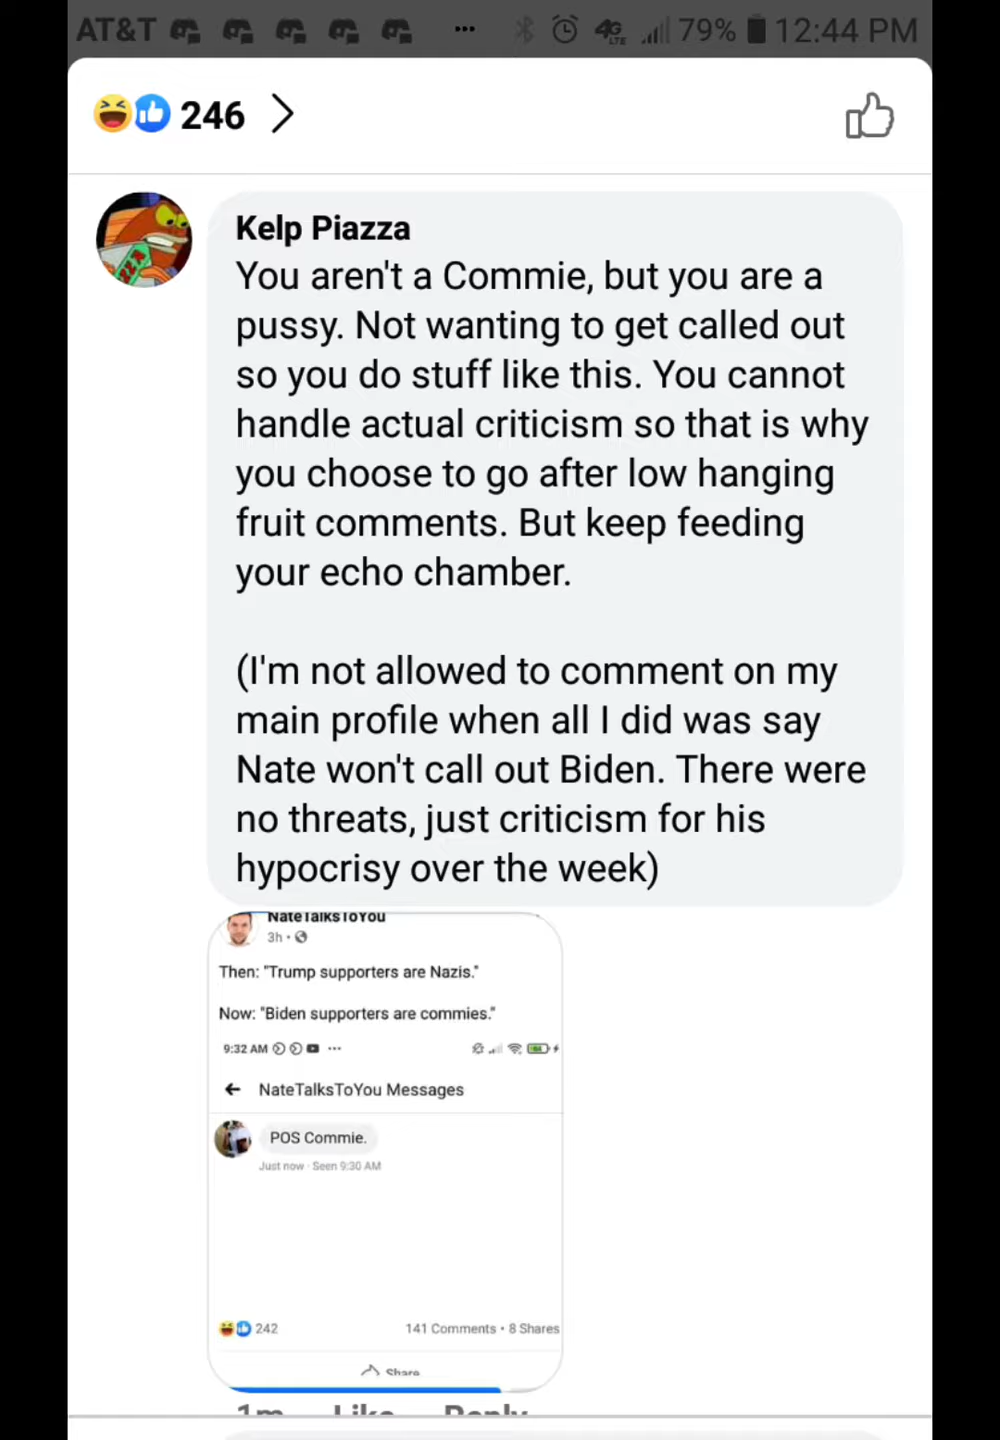 AT&T 4G LTE 79% 12:44 PM
246
Kelp Piazza
You aren't a Commie, but you are a
pussy. Not wanting to get called out
so you do stuff like this. You cannot
handle actual criticism so that is why
you choose to go after low hanging
fruit comments. But keep feeding
your echo chamber.
(I'm not allowed to comment on my
main profile when all I did was say
Nate won't call out Biden. There were
no threats, just criticism for his
hypocrisy over the week)
NateTalksToYou
3h
Then: "Trump supporters are Nazis."
Now: "Biden supporters are commies."
9:32 AM
NateTalksToYou Messages
POS Commie.
Just now · Seen 9:30 AM
242 141 Comments • 8 Shares
Share
1m Like Reply